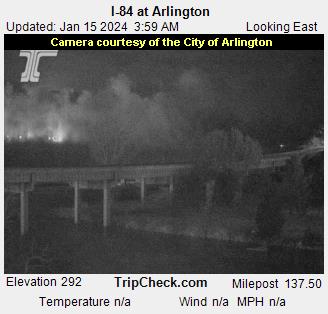 I-84 at Arlington
Updated: Jan 15 2024 3:59 AM Looking East
Camera courtesy of the City of Arlington
Elevation 292 TripCheck.com Milepost 137.50
Temperature n/a Wind n/a MPH n/a